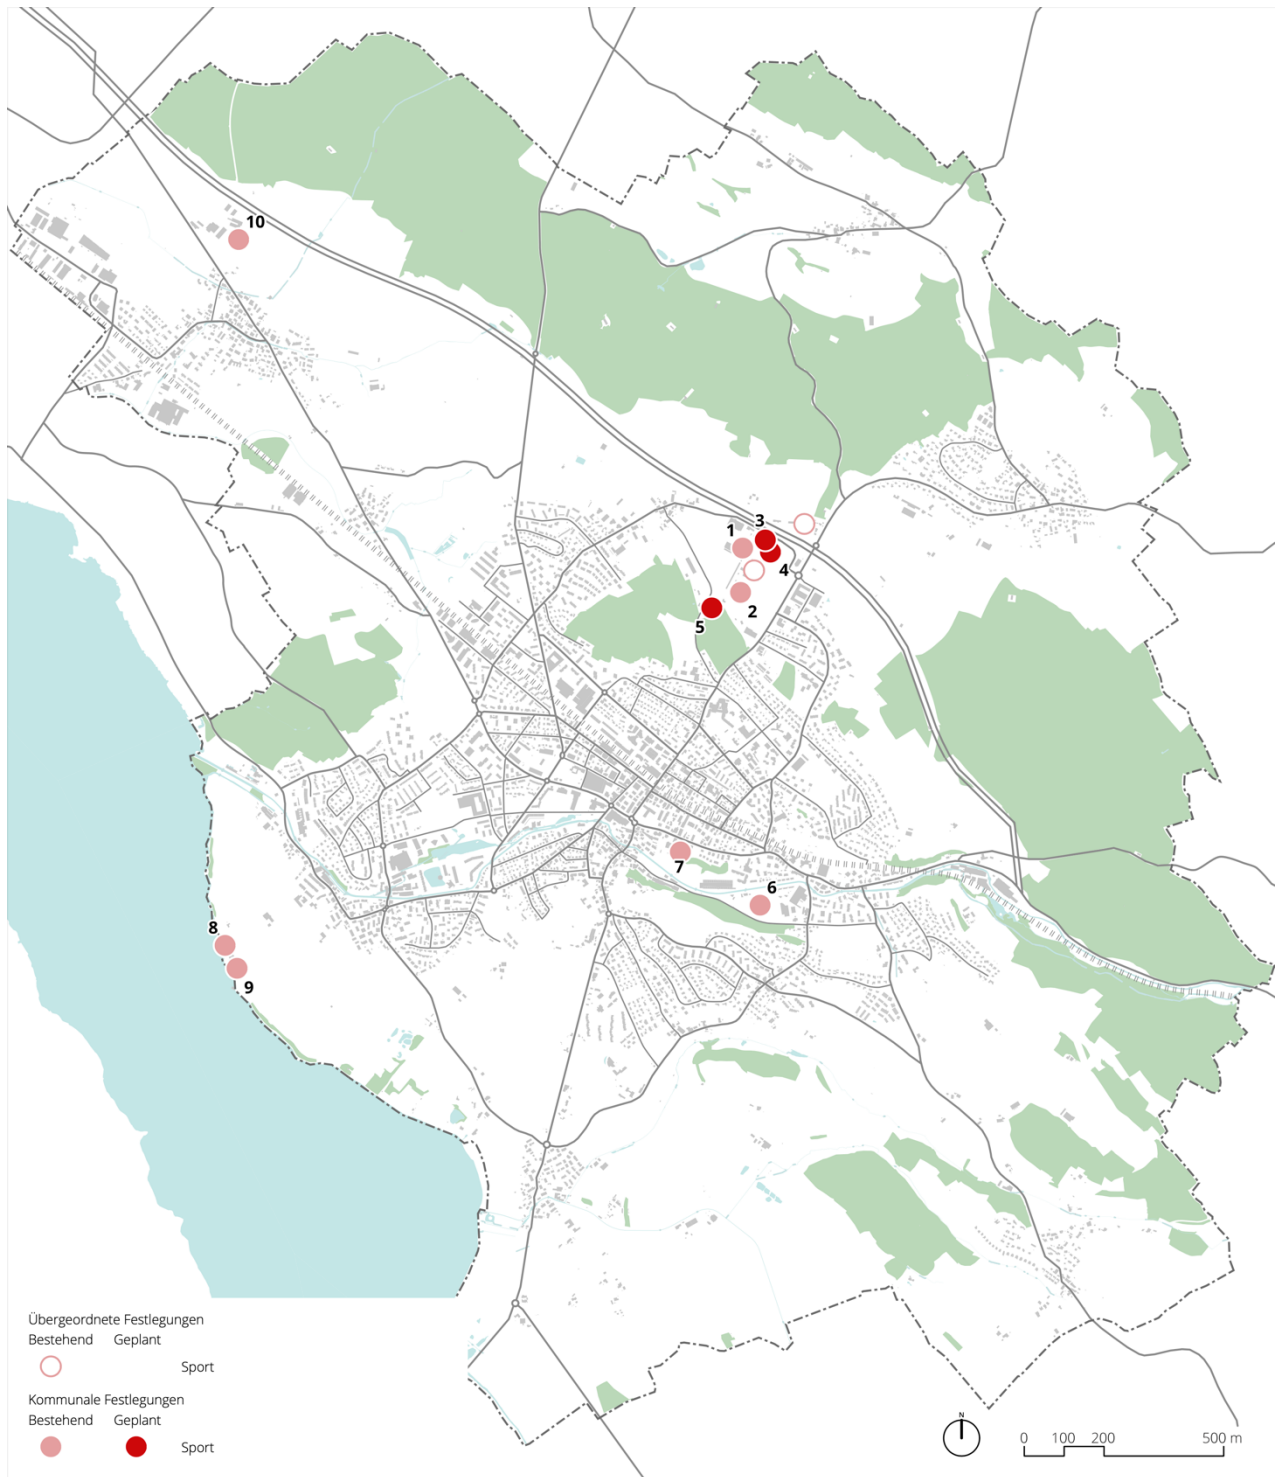 10
3
1
4
2
5
7
6
8
9
Übergeordnete Festlegungen
Bestehend Geplant
Sport
Kommunale Festlegungen
Bestehend Geplant
Sport
N
0 100 200 500 m